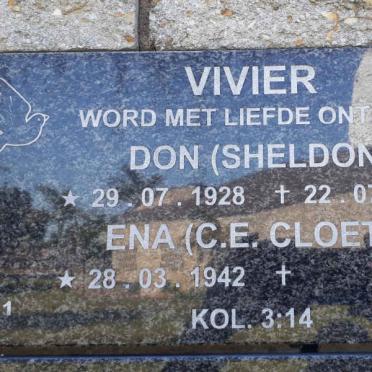 VIVIER
WORD MET LIEFDE ONT
DON (SHELDON
★ 29.07.1928 † 22.07
ENA (C.E. CLOET
★ 28.03.1942 †
1 KOL. 3:14